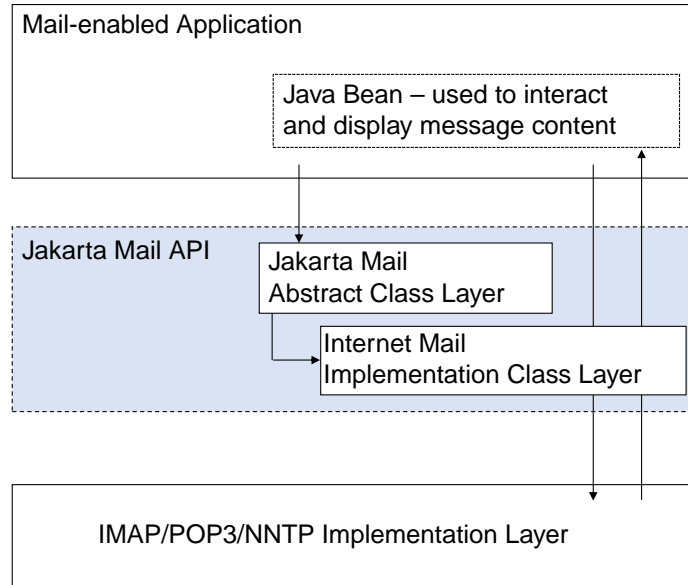 Mail-enabled Application
Java Bean – used to interact
and display message content
Jakarta Mail API
Jakarta Mail
Abstract Class Layer
Internet Mail
Implementation Class Layer
IMAP/POP3/NNTP Implementation Layer